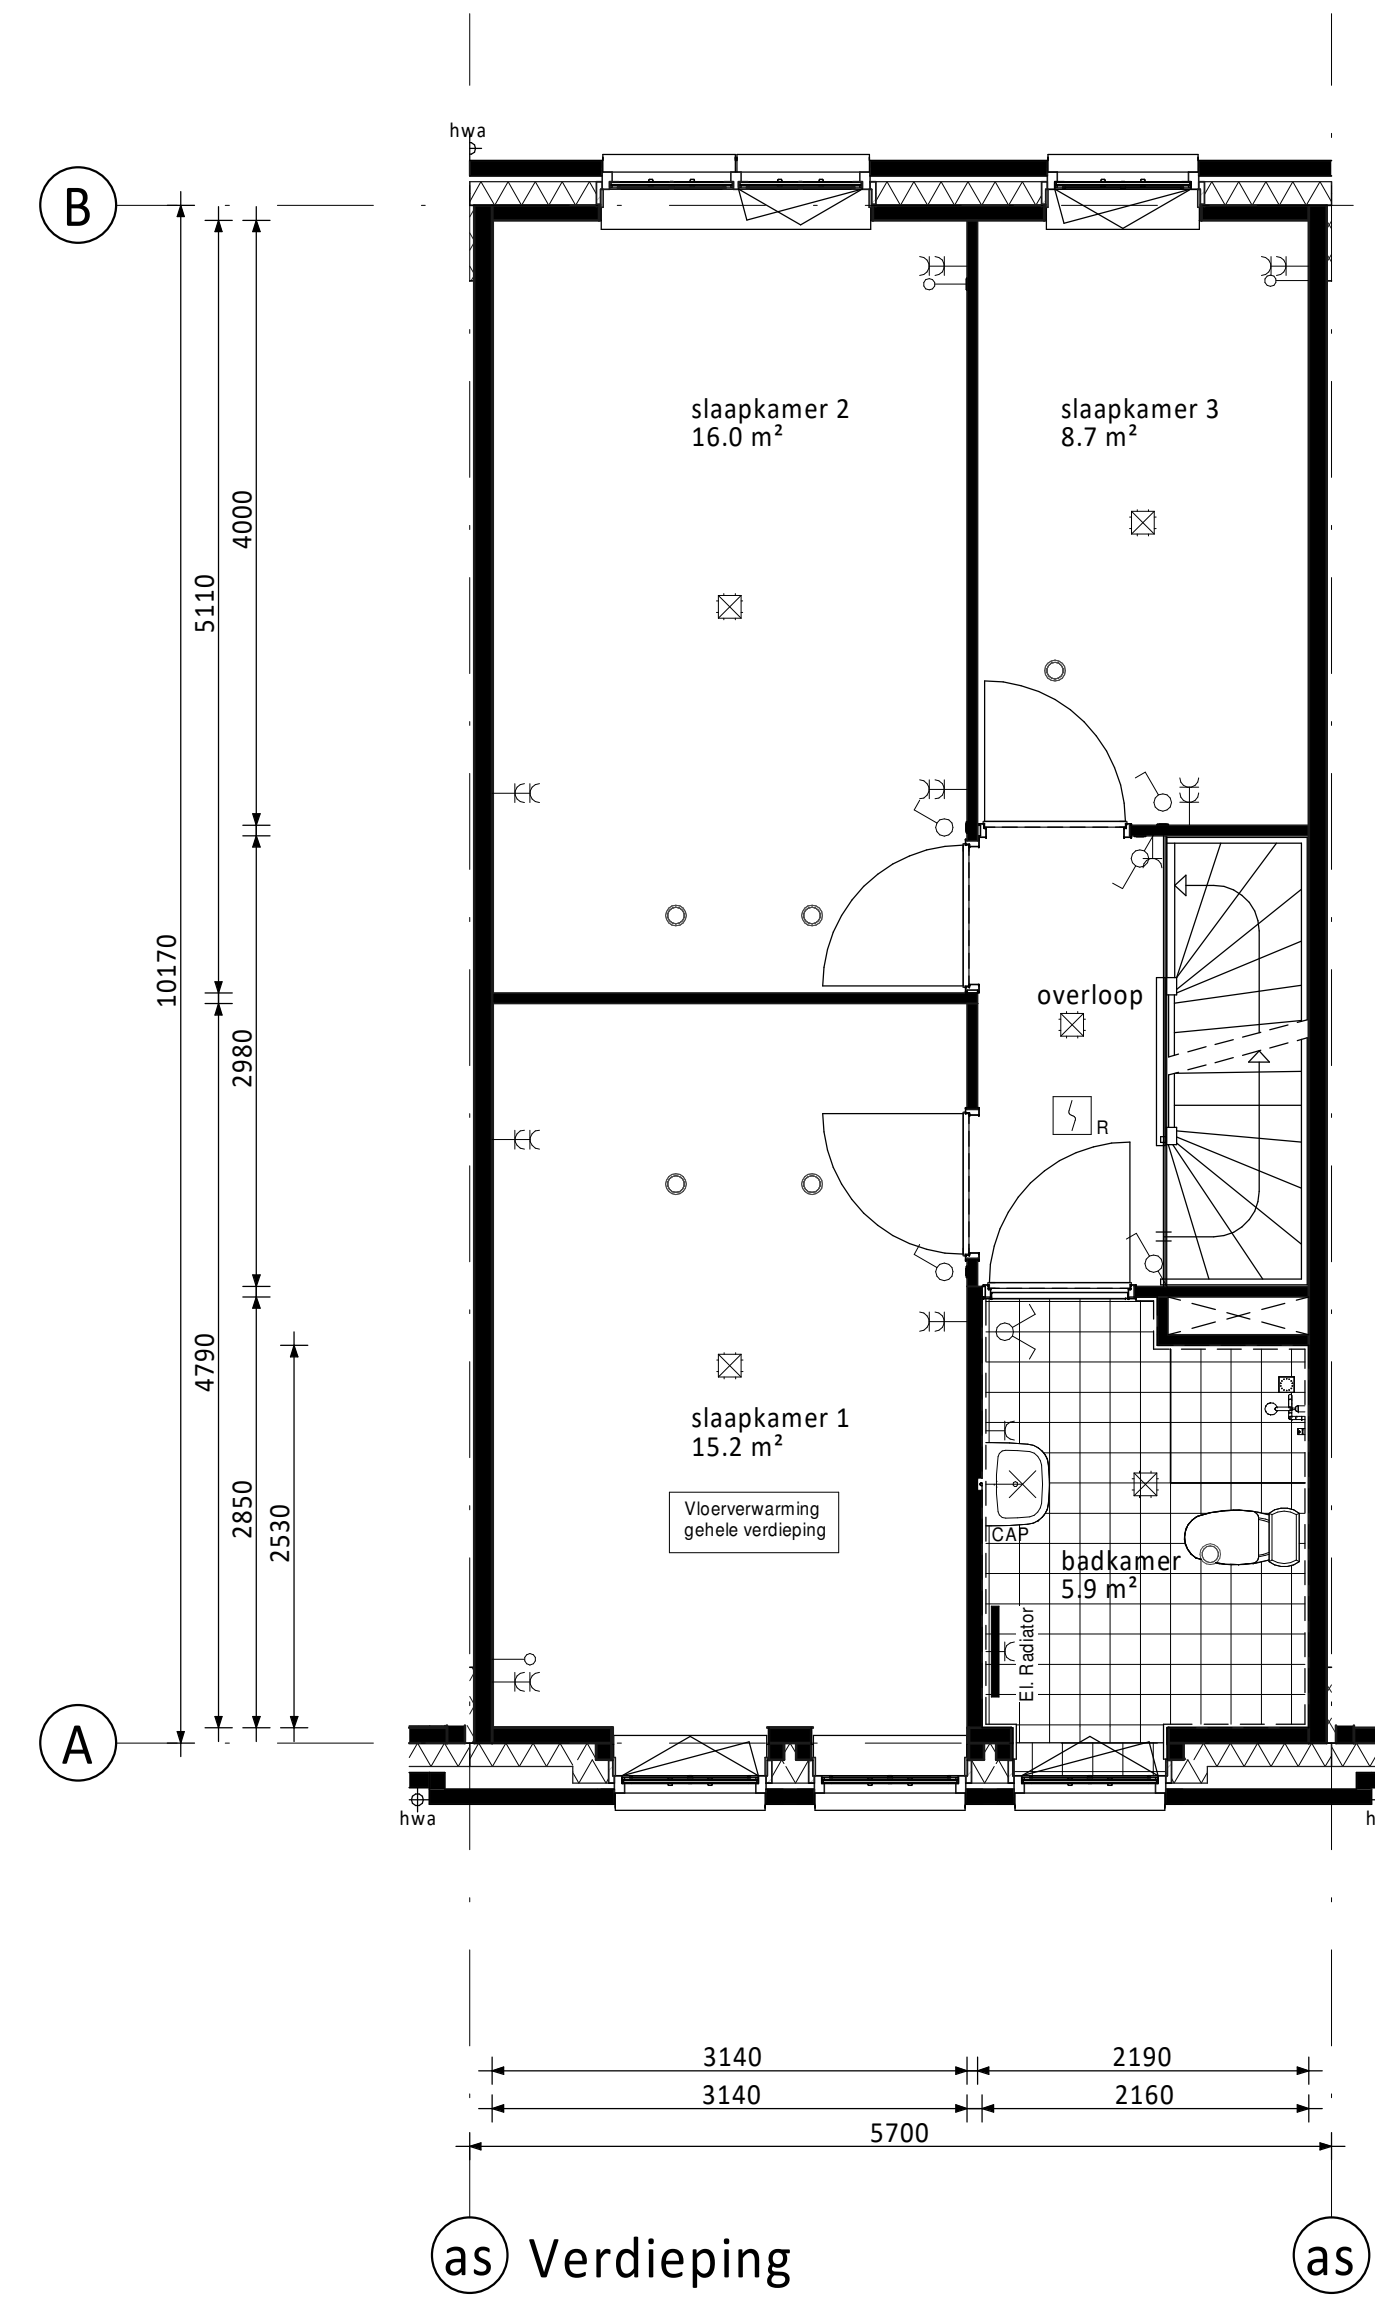 hwa
B
slaapkamer 2
16.0 m²
slaapkamer 3
8.7 m²
4000
5110
10170
2980
overloop
R
4790
2850
2530
slaapkamer 1
15.2 m²
Vloerverwarming
gehele verdieping
CAP
badkamer
5.9 m²
El. Radiator
A
hwa
h
3140
2190
3140
2160
5700
as
Verdieping
as